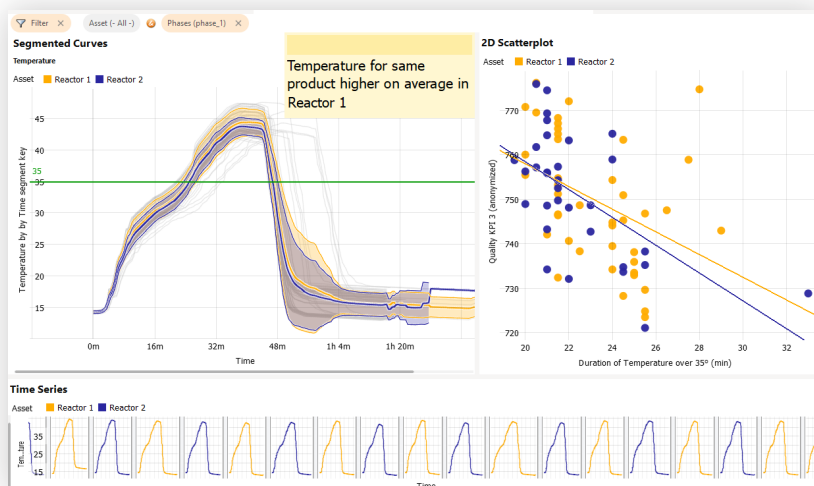 Filter × Asset (- All -) Phases (phase_1) ×
Segmented Curves
Temperature
Asset Reactor 1 Reactor 2
Temperature for same
product higher on average in
Reactor 1
Temperature by by Time segment key
45
40
35
35
30
25
20
15
0m 16m 32m 48m 1h 4m 1h 20m
Time
2D Scatterplot
Asset Reactor 1 Reactor 2
Quality KPI 3 (anonymized)
770
760
750
740
730
720
20 22 24 26 28 30 32
Duration of Temperature over 35º (min)
Time Series
Asset Reactor 1 Reactor 2
Ten...ture
35
25
15
Time